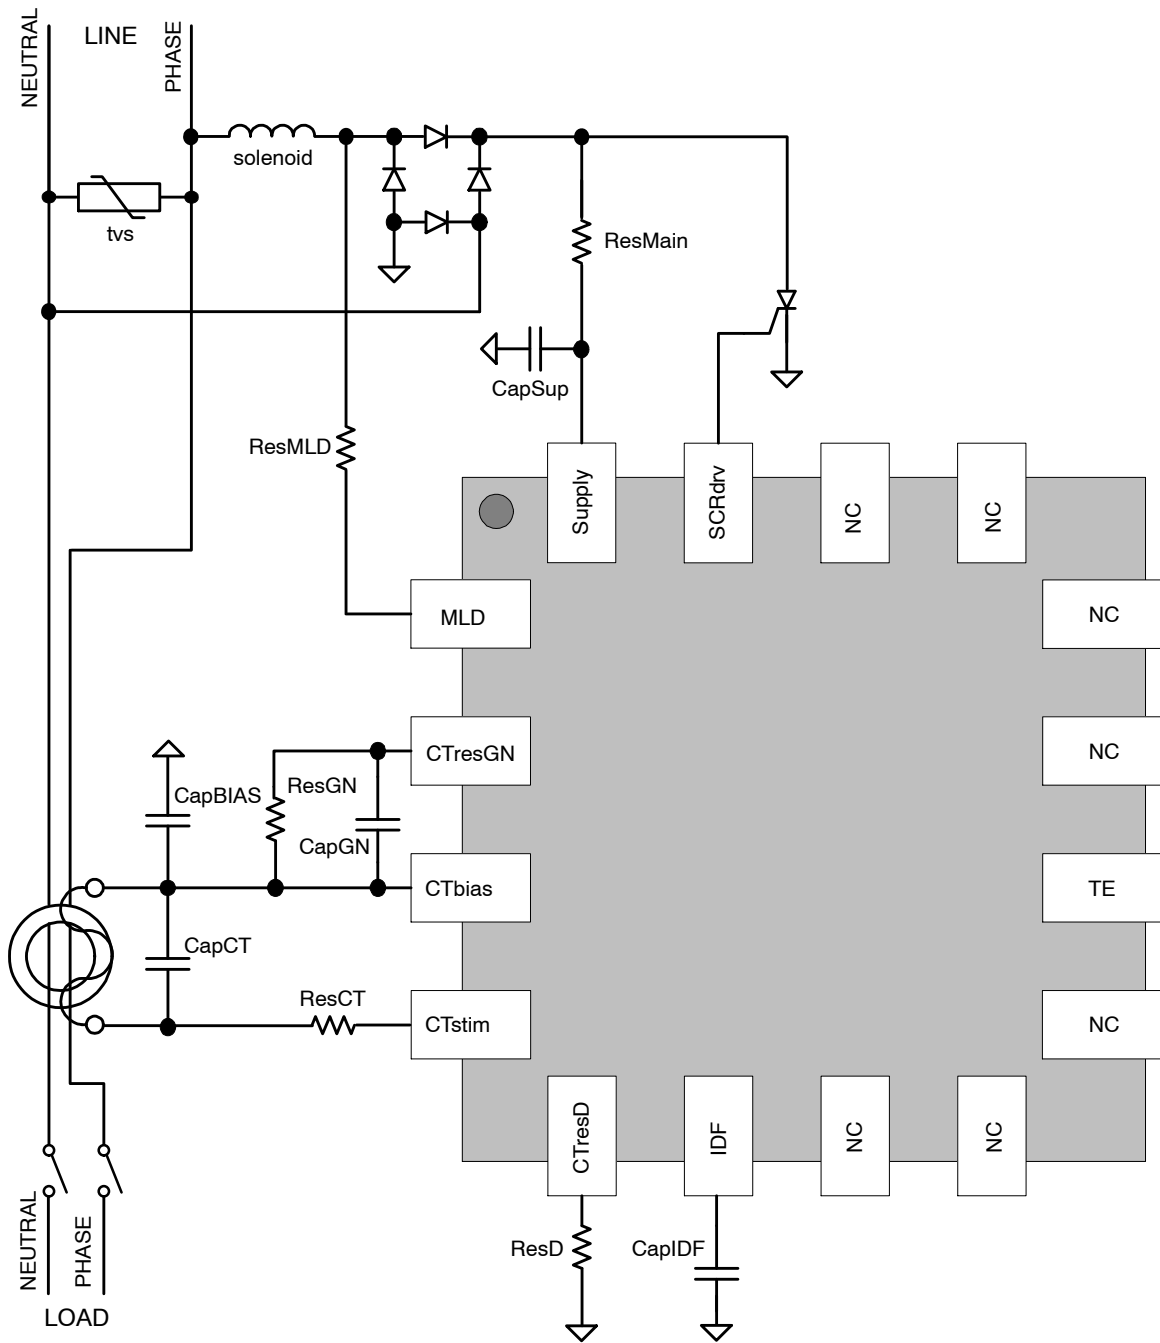 NEUTRAL
LINE
PHASE
solenoid
tvs
ResMain
CapSup
ResMLD
Supply
SCRdrv
NC
NC
MLD
NC
CTresGN
NC
ResGN
CapBIAS
CapGN
CTbias
TE
CapCT
ResCT
CTstim
NC
CTresD
IDF
NC
NC
NEUTRAL
PHASE
ResD
CapIDF
LOAD